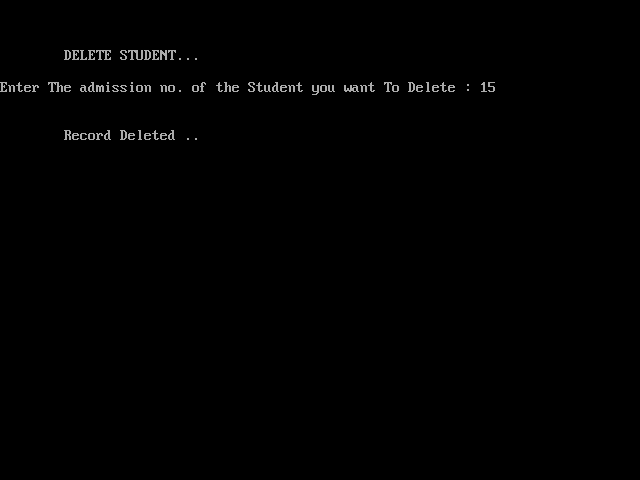 DELETE STUDENT...
Enter The admission no. of the Student you want To Delete : 15
Record Deleted ..